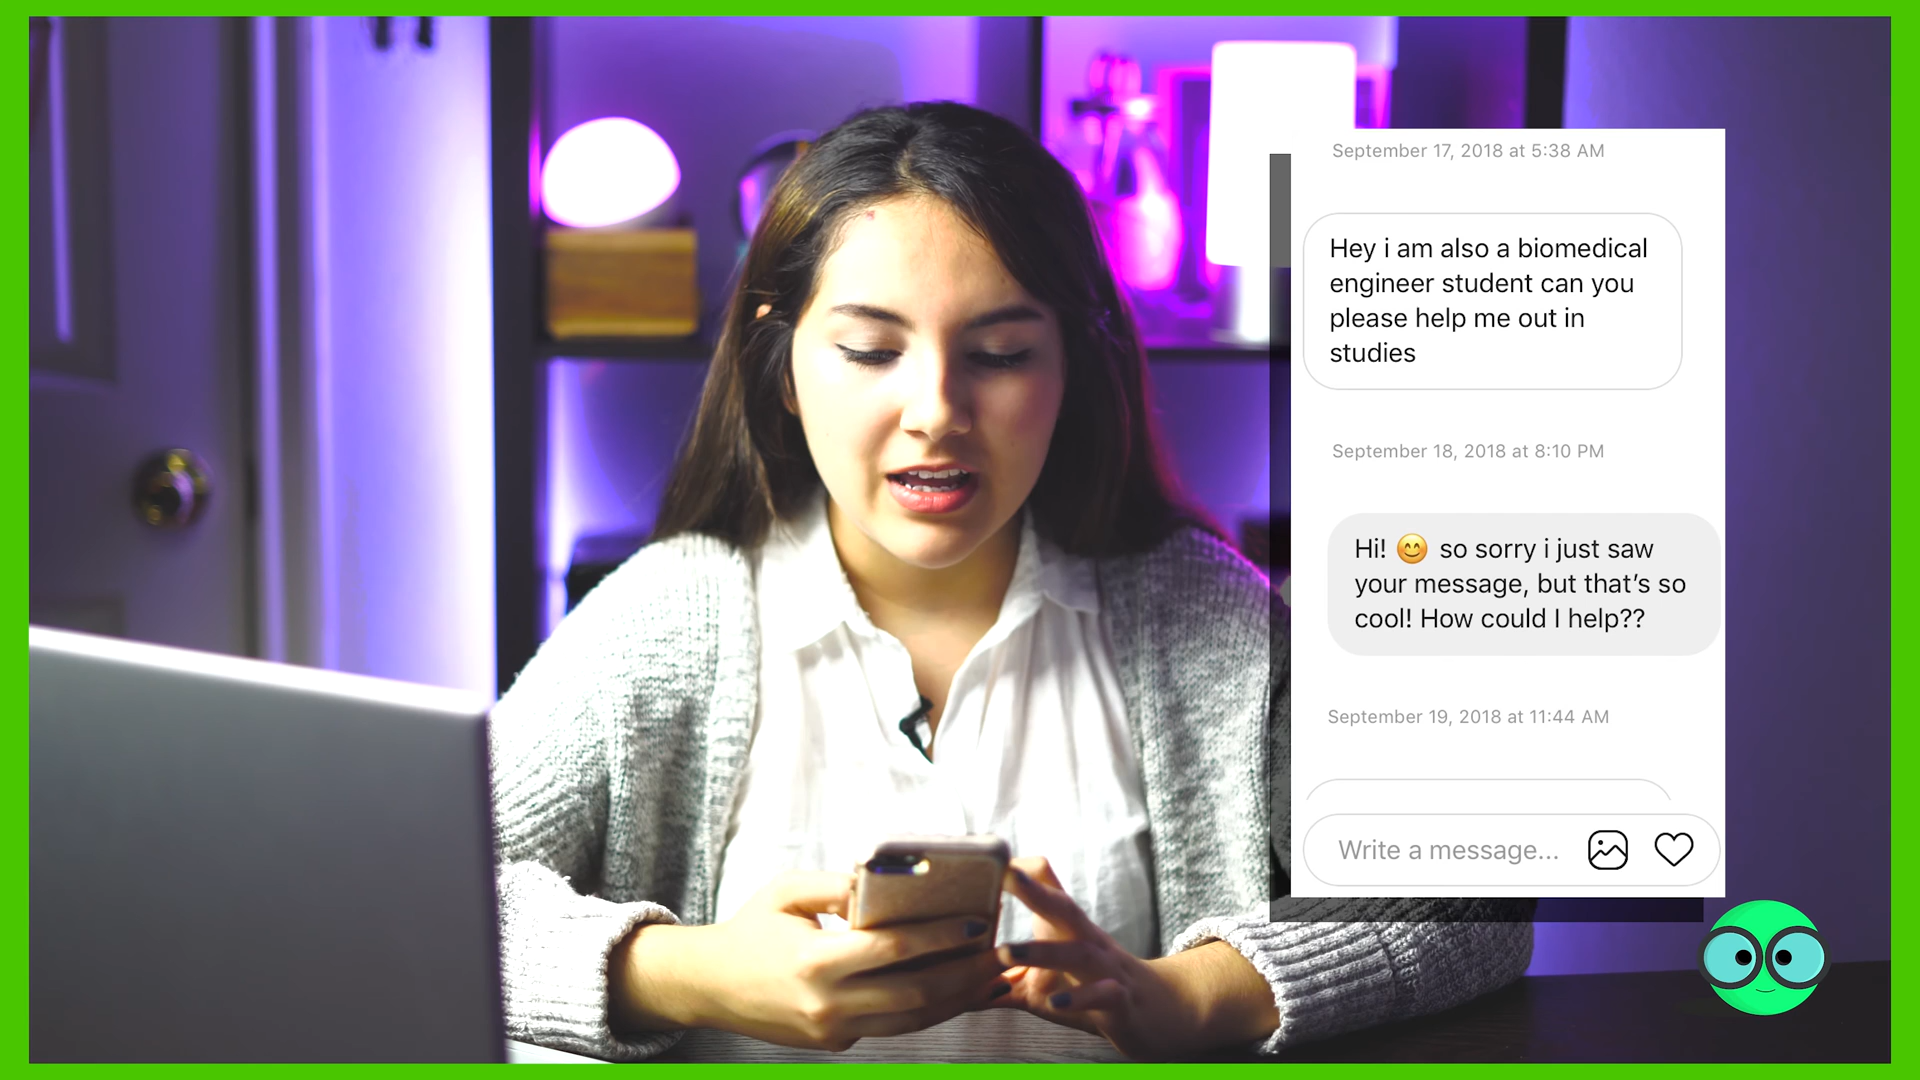 September 17, 2018 at 5:38 AM
Hey i am also a biomedical
engineer student can you
please help me out in
studies
September 18, 2018 at 8:10 PM
Hi! 😊 so sorry i just saw
your message, but that’s so
cool! How could I help??
September 19, 2018 at 11:44 AM
Write a message...